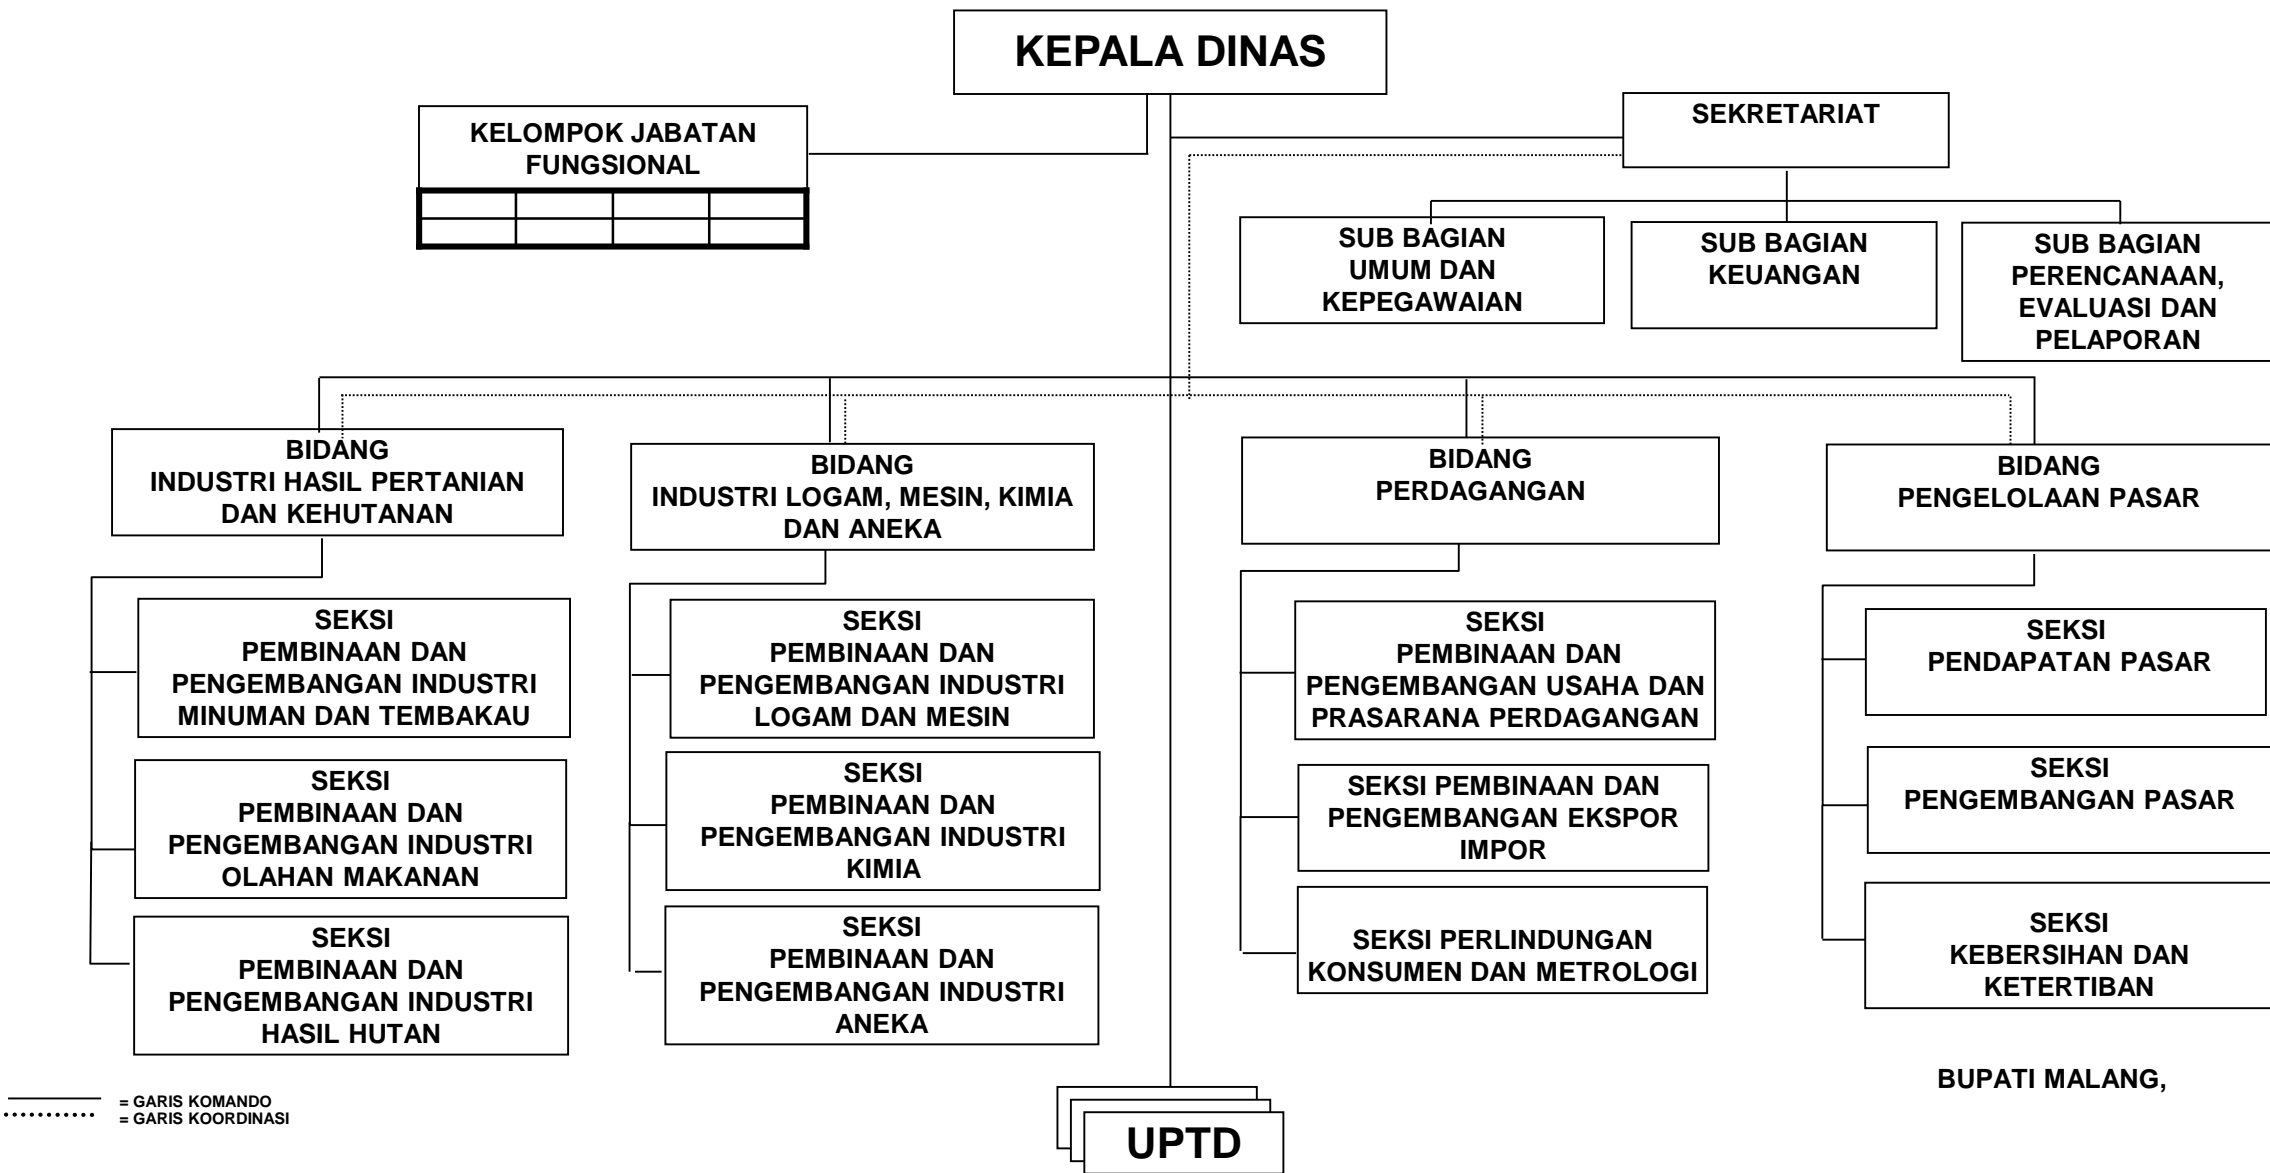 KEPALA DINAS
KELOMPOK JABATAN
FUNGSIONAL
SEKRETARIAT
SUB BAGIAN
UMUM DAN
KEPEGAWAIAN
SUB BAGIAN
KEUANGAN
SUB BAGIAN
PERENCANAAN,
EVALUASI DAN
PELAPORAN
BIDANG
INDUSTRI HASIL PERTANIAN
DAN KEHUTANAN
BIDANG
INDUSTRI LOGAM, MESIN, KIMIA
DAN ANEKA
BIDANG
PERDAGANGAN
BIDANG
PENGELOLAAN PASAR
SEKSI
PEMBINAAN DAN
PENGEMBANGAN INDUSTRI
MINUMAN DAN TEMBAKAU
SEKSI
PEMBINAAN DAN
PENGEMBANGAN INDUSTRI
OLAHAN MAKANAN
SEKSI
PEMBINAAN DAN
PENGEMBANGAN INDUSTRI
HASIL HUTAN
SEKSI
PEMBINAAN DAN
PENGEMBANGAN INDUSTRI
LOGAM DAN MESIN
SEKSI
PEMBINAAN DAN
PENGEMBANGAN INDUSTRI
KIMIA
SEKSI
PEMBINAAN DAN
PENGEMBANGAN INDUSTRI
ANEKA
SEKSI
PEMBINAAN DAN
PENGEMBANGAN USAHA DAN
PRASARANA PERDAGANGAN
SEKSI PEMBINAAN DAN
PENGEMBANGAN EKSPOR
IMPOR
SEKSI PERLINDUNGAN
KONSUMEN DAN METROLOGI
SEKSI
PENDAPATAN PASAR
SEKSI
PENGEMBANGAN PASAR
SEKSI
KEBERSIHAN DAN
KETERTIBAN
BUPATI MALANG,
= GARIS KOMANDO
= GARIS KOORDINASI
UPTD